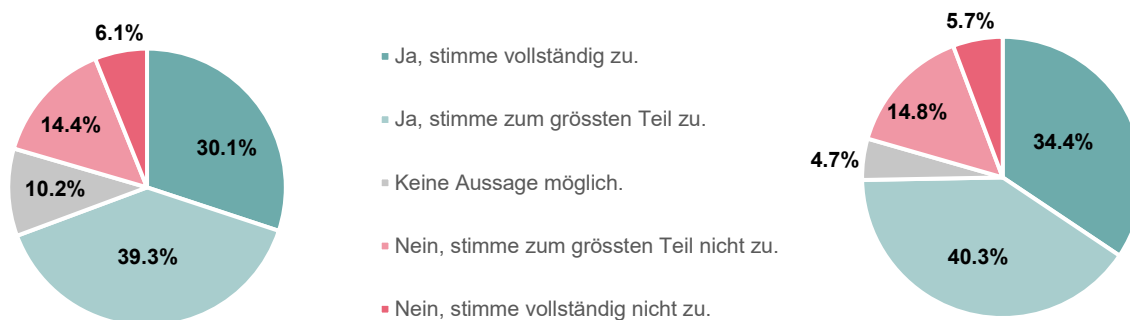 6.1%
30.1%
14.4%
10.2%
39.3%
Ja, stimme vollständig zu.
Ja, stimme zum grössten Teil zu.
Keine Aussage möglich.
Nein, stimme zum grössten Teil nicht zu.
Nein, stimme vollständig nicht zu.
5.7%
34.4%
14.8%
4.7%
40.3%